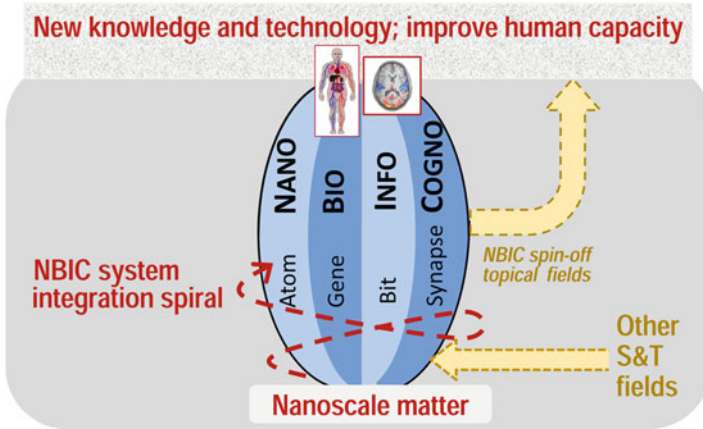 New knowledge and technology; improve human capacity
NANO
BIO
INFO
COGNO
Atom
Gene
Bit
Synapse
NBIC spin-off
topical fields
NBIC system
integration spiral
Other
S&T
fields
Nanoscale matter